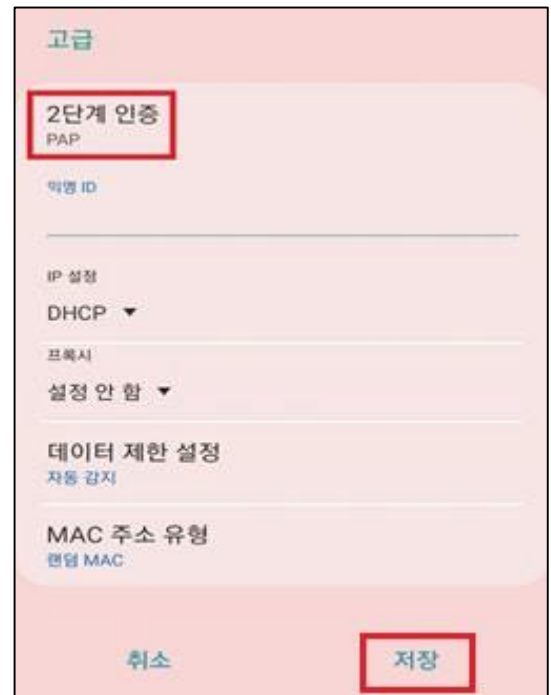 고급
2단계 인증
PAP
익명 ID
IP 설정
DHCP
프록시
설정 안 함
데이터 제한 설정
자동 감지
MAC 주소 유형
랜덤 MAC
취소 저장